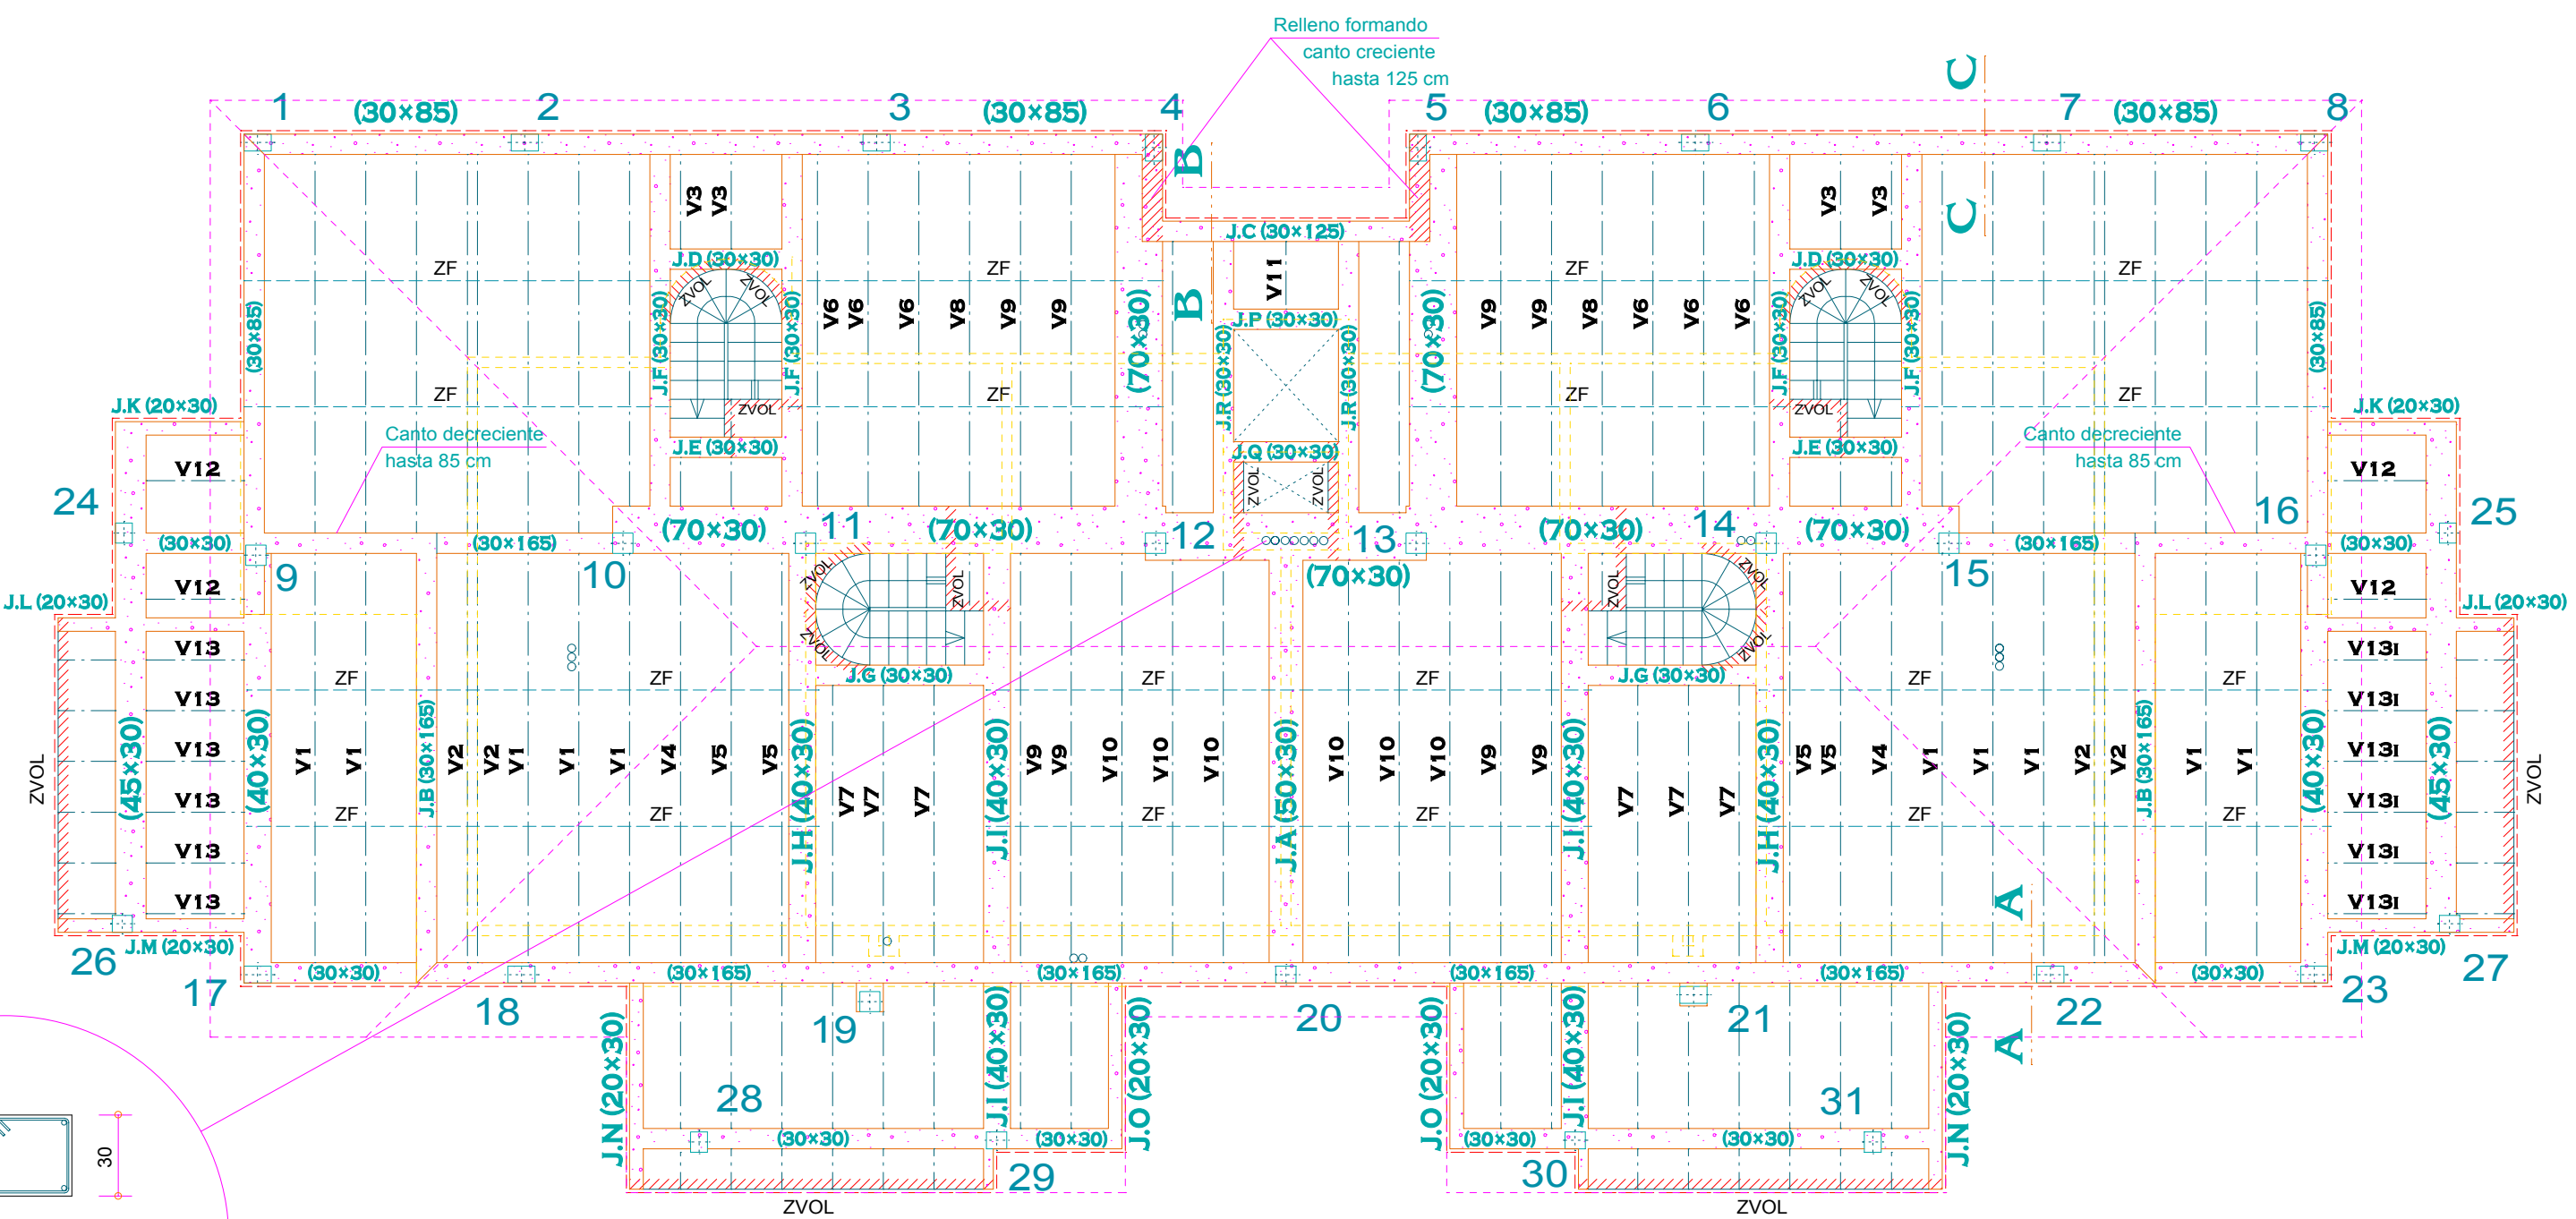 Relleno formando
canto creciente
hasta 125 cm
C
1 (30×85) 2 3 (30×85) 4 5 (30×85) 6 7 (30×85) 8
B
V3 V3 V3 V3
C
J.C (30×125)
J.D (30×30) J.D (30×30)
ZF ZF ZF ZF
V11
ZVOL ZVOL ZVOL ZVOL
B
(30×85) J.F (30×30) J.F (30×30) V6 V6 V6 V8 V9 V9 (70×30) J.P (30×30) (70×30) V9 V9 V8 V6 V6 V6 J.F (30×30) J.F (30×30) (30×85)
J.R (30×30) J.R (30×30)
ZF ZF ZF ZF
J.K (20×30) ZVOL ZVOL J.K (20×30)
Canto decreciente Canto decreciente
hasta 85 cm hasta 85 cm
J.E (30×30) J.Q (30×30) J.E (30×30)
V12 V12
ZVOL ZVOL
24 16 25
(70×30) 11 (70×30) 12 13 (70×30) 14 (70×30)
(30×30) (30×165) (30×165) (30×30)
9 10 (70×30) 15
V12 V12
ZVOL ZVOL ZVOL ZVOL
J.L (20×30) J.L (20×30)
ZVOL ZVOL
V13 V13I
ZF ZF J.G (30×30) ZF ZF J.G (30×30) ZF ZF
V13 V13I
V13 V13I
ZVOL (45×30) (40×30) V1 V1 J.B (30×165) V2 V2 V1 V1 V1 V4 V5 V5 J.H (40×30) V7 V7 V7 J.I (40×30) V9 V9 V10 V10 V10 J.A (50×30) V10 V10 V10 V9 V9 J.I (40×30) V7 V7 V7 J.H (40×30) V5 V5 V4 V1 V1 V1 V2 V2 J.B (30×165) V1 V1 (40×30) (45×30) ZVOL
V13 V13I
ZF ZF ZF ZF ZF ZF
V13 V13I
V13 V13I
A
J.M (20×30) J.M (20×30)
26 27
(30×30) (30×165) (30×165) (30×165) (30×165) (30×30)
17 18 19 20 21 22 23
A
J.N (20×30) J.I (40×30) J.O (20×30) J.O (20×30) J.I (40×30) J.N (20×30)
28 31
(30×30) (30×30) (30×30) (30×30)
30
29 30
ZVOL ZVOL